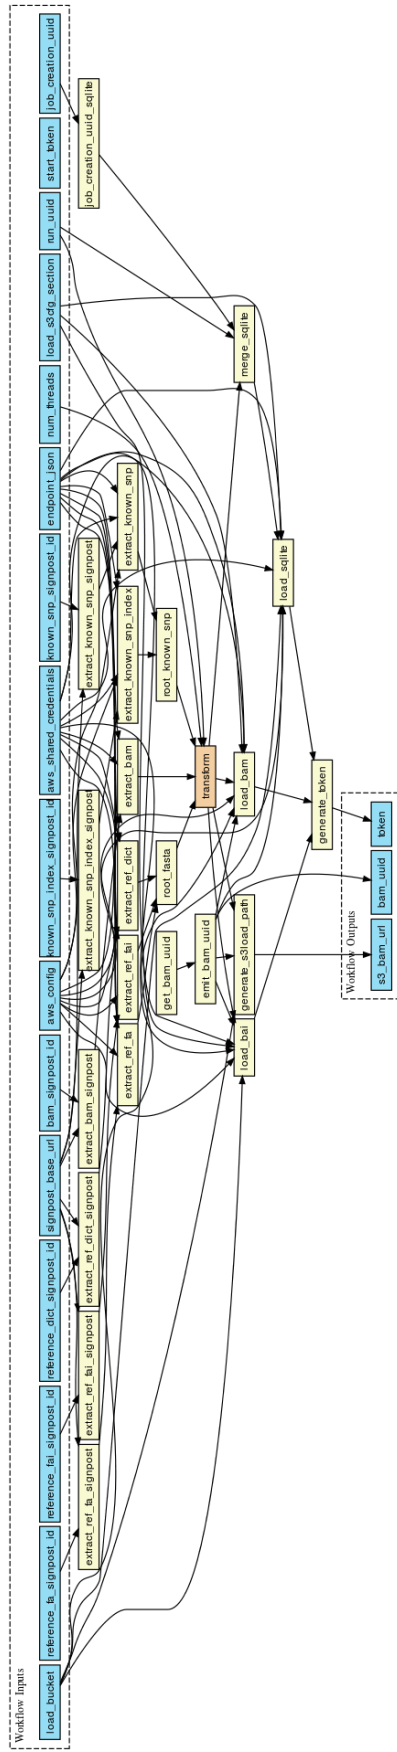 Workflow Inputs
load_bucket
reference_fa_signpost_id
reference_fai_signpost_id
reference_dict_signpost_id
signpost_base_url
bam_signpost_id
aws_config
known_snp_index_signpost_id
aws_shared_credentials
known_snp_signpost_id
endpoint_json
num_threads
load_s3cfg_section
run_uuid
start_token
job_creation_uuid
extract_ref_fa_signpost
extract_ref_fai_signpost
extract_ref_dict_signpost
extract_bam_signpost
extract_known_snp_index_signpost
extract_known_snp_signpost
job_creation_uuid_sqlite
extract_ref_fa
extract_ref_fai
extract_ref_dict
extract_bam
extract_known_snp_index
extract_known_snp
get_bam_uuid
root_fasta
root_known_snp
emit_bam_uuid
transform
load_bai
generate_s3load_path
load_bam
merge_sqlite
load_sqlite
generate_token
Workflow Outputs
s3_bam_url
bam_uuid
token